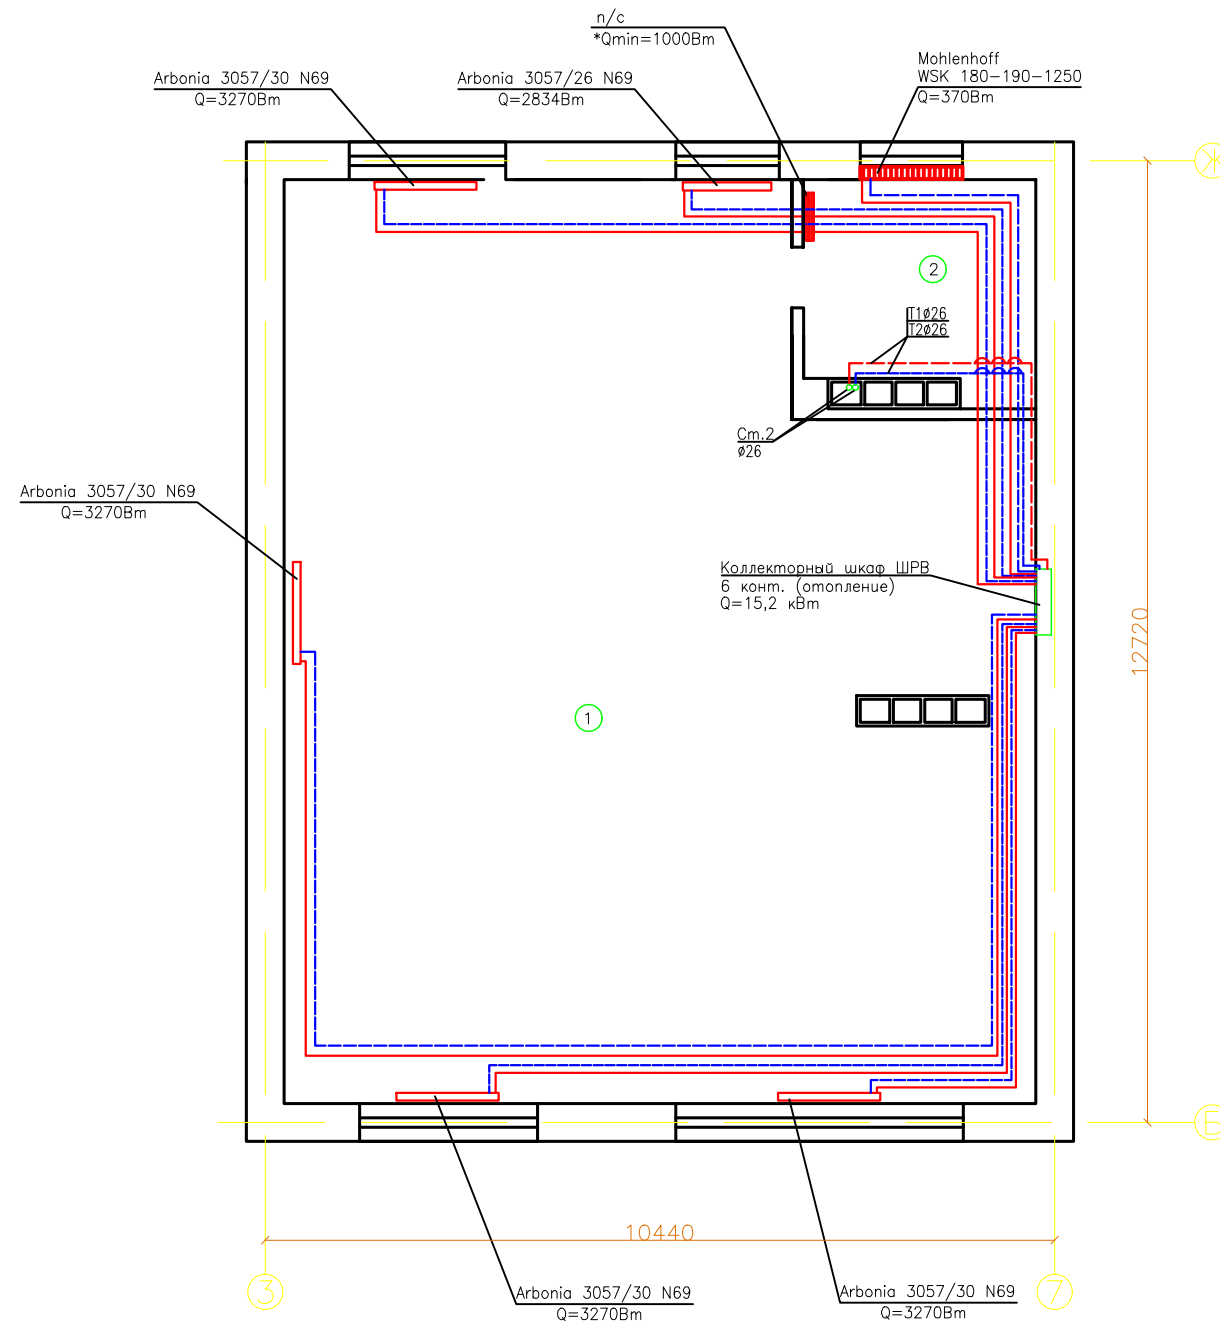 п/с
*Qmin=1000Вт
Mohlenhoff
WSK 180-190-1250
Q=370Вт
Arbonia 3057/30 N69
Q=3270Вт
Arbonia 3057/26 N69
Q=2834Вт
Ж
2
T1ø26
T2ø26
Ст.2
ø26
Arbonia 3057/30 N69
Q=3270Вт
Коллекторный шкаф ШРВ
6 конт. (отопление)
Q=15,2 кВт
12720
1
Е
10440
3
7
Arbonia 3057/30 N69
Q=3270Вт
Arbonia 3057/30 N69
Q=3270Вт